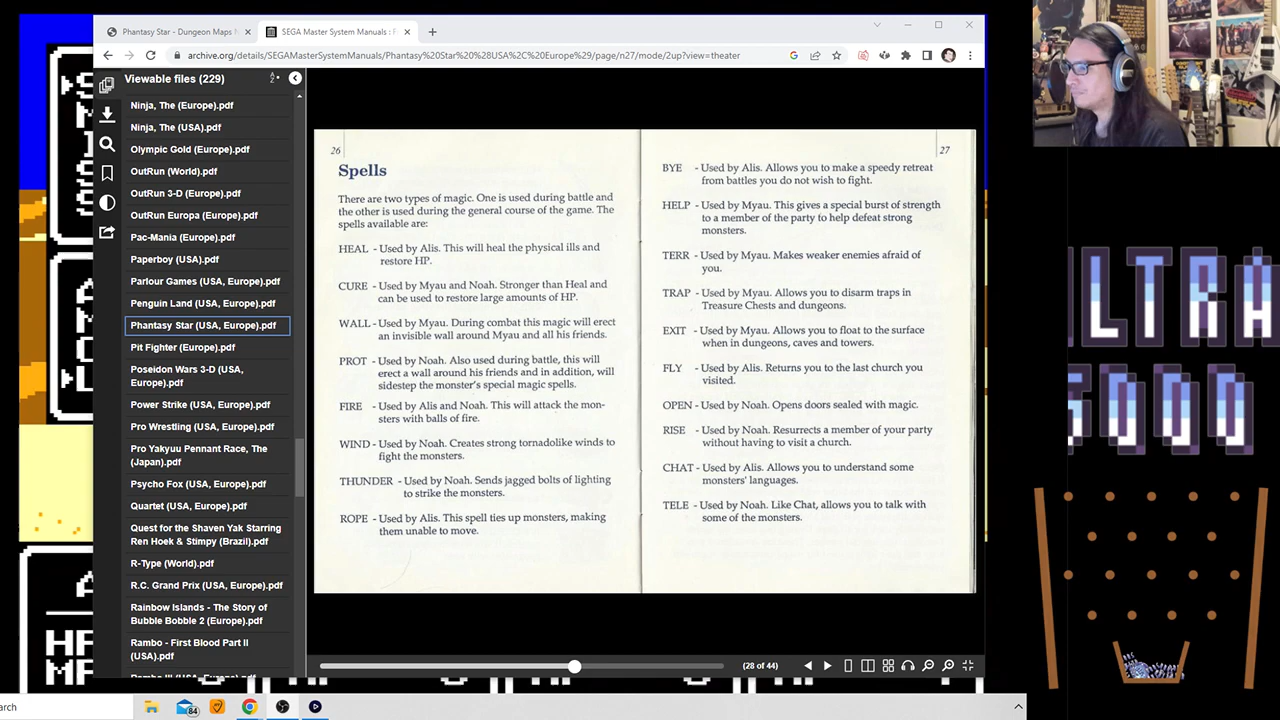 Phantasy Star - Dungeon Maps
SEGA Master System Manuals : 
archive.org/details/SEGAMasterSystemManuals/Phantasy%20Star%20%28USA%2C%20Europe%29/page/n27/mode/2up?view=theater
Viewable files (229)
Ninja, The (Europe).pdf
Ninja, The (USA).pdf
Olympic Gold (Europe).pdf
OutRun (World).pdf
OutRun 3-D (Europe).pdf
OutRun Europa (Europe).pdf
Pac-Mania (Europe).pdf
Paperboy (USA).pdf
Parlour Games (USA, Europe).pdf
Penguin Land (USA, Europe).pdf
Phantasy Star (USA, Europe).pdf
Pit Fighter (Europe).pdf
Poseidon Wars 3-D (USA,
Europe).pdf
Power Strike (USA, Europe).pdf
Pro Wrestling (USA, Europe).pdf
Pro Yakyuu Pennant Race, The
(Japan).pdf
Psycho Fox (USA, Europe).pdf
Quartet (USA, Europe).pdf
Quest for the Shaven Yak Starring
Ren Hoek & Stimpy (Brazil).pdf
R-Type (World).pdf
R.C. Grand Prix (USA, Europe).pdf
Rainbow Islands - The Story of
Bubble Bobble 2 (Europe).pdf
Rambo - First Blood Part II
(USA).pdf
26
Spells
There are two types of magic. One is used during battle and
the other is used during the general course of the game. The
spells available are:
HEAL - Used by Alis. This will heal the physical ills and
restore HP.
CURE - Used by Myau and Noah. Stronger than Heal and
can be used to restore large amounts of HP.
WALL - Used by Myau. During combat this magic will erect
an invisible wall around Myau and all his friends.
PROT - Used by Noah. Also used during battle, this will
erect a wall around his friends and in addition, will
sidestep the monster's special magic spells.
FIRE - Used by Alis and Noah. This will attack the mon-
sters with balls of fire.
WIND - Used by Noah. Creates strong tornadolike winds to
fight the monsters.
THUNDER - Used by Noah. Sends jagged bolts of lighting
to strike the monsters.
ROPE - Used by Alis. This spell ties up monsters, making
them unable to move.
27
BYE - Used by Alis. Allows you to make a speedy retreat
from battles you do not wish to fight.
HELP - Used by Myau. This gives a special burst of strength
to a member of the party to help defeat strong
monsters.
TERR - Used by Myau. Makes weaker enemies afraid of
you.
TRAP - Used by Myau. Allows you to disarm traps in
Treasure Chests and dungeons.
EXIT - Used by Myau. Allows you to float to the surface
when in dungeons, caves and towers.
FLY - Used by Alis. Returns you to the last church you
visited.
OPEN - Used by Noah. Opens doors sealed with magic.
RISE - Used by Noah. Resurrects a member of your party
without having to visit a church.
CHAT - Used by Alis. Allows you to understand some
monsters' languages.
TELE - Used by Noah. Like Chat, allows you to talk with
some of the monsters.
(28 of 44)
arch
84